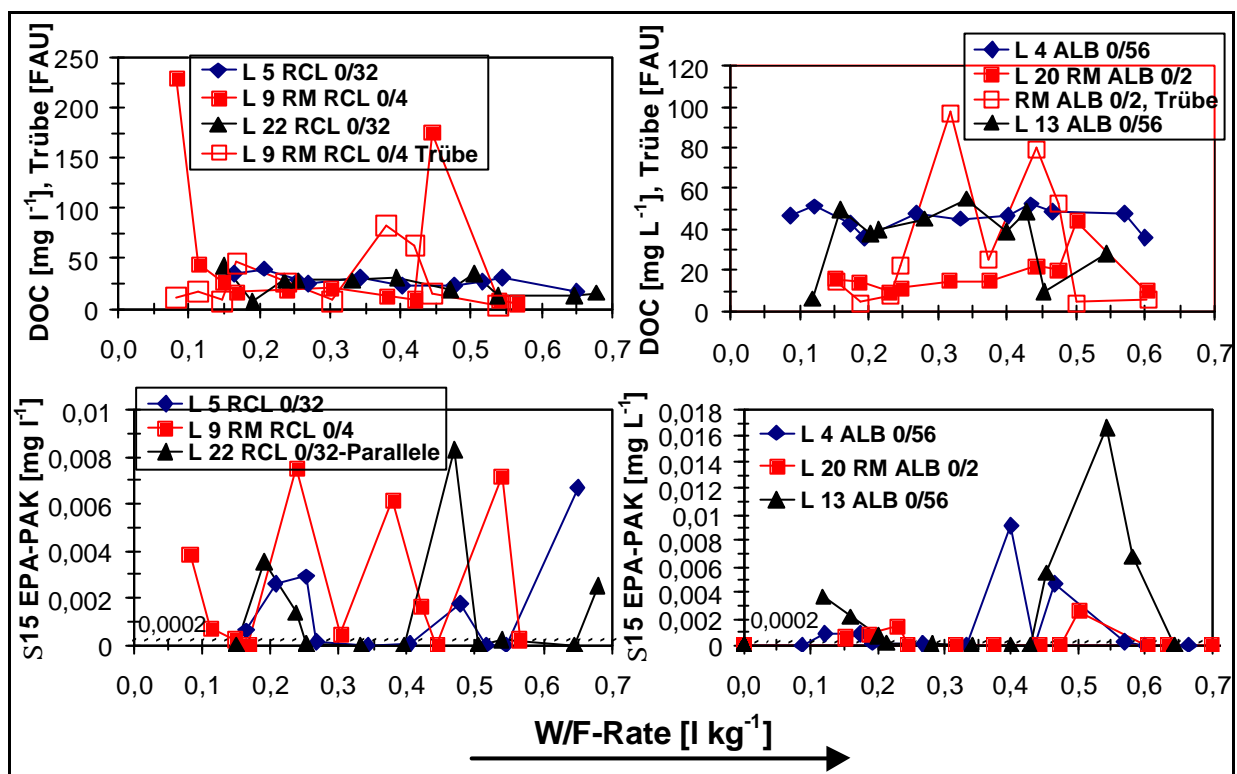 DOC [mg l-1], Trübe [FAU]
250
200
150
100
50
0
L 5 RCL 0/32
L 9 RM RCL 0/4
L 22 RCL 0/32
L 9 RM RCL 0/4 Trübe
0,0 0,1 0,2 0,3 0,4 0,5 0,6 0,7
DOC [mg L-1], Trübe [FAU]
120
100
80
60
40
20
0
L 4 ALB 0/56
L 20 RM ALB 0/2
RM ALB 0/2, Trübe
L 13 ALB 0/56
0,0 0,1 0,2 0,3 0,4 0,5 0,6 0,7
S15 EPA-PAK [mg l-1]
0,01
0,008
0,006
0,004
0,002
0
L 5 RCL 0/32
L 9 RM RCL 0/4
L 22 RCL 0/32-Parallele
0,0002
0,0 0,1 0,2 0,3 0,4 0,5 0,6 0,7
S15 EPA-PAK [mg L-1]
0,018
0,016
0,014
0,012
0,01
0,008
0,006
0,004
0,002
0
L 4 ALB 0/56
L 20 RM ALB 0/2
L 13 ALB 0/56
0,0002
0,0 0,1 0,2 0,3 0,4 0,5 0,6 0,7
W/F-Rate [l kg-1]